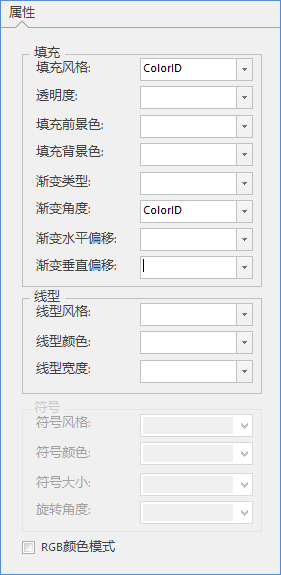 属性
填充
填充风格: ColorID
透明度:
填充前景色:
填充背景色:
渐变类型:
渐变角度: ColorID
渐变水平偏移:
渐变垂直偏移:
线型
线型风格:
线型颜色:
线型宽度:
符号
符号风格:
符号颜色:
符号大小:
旋转角度:
RGB颜色模式